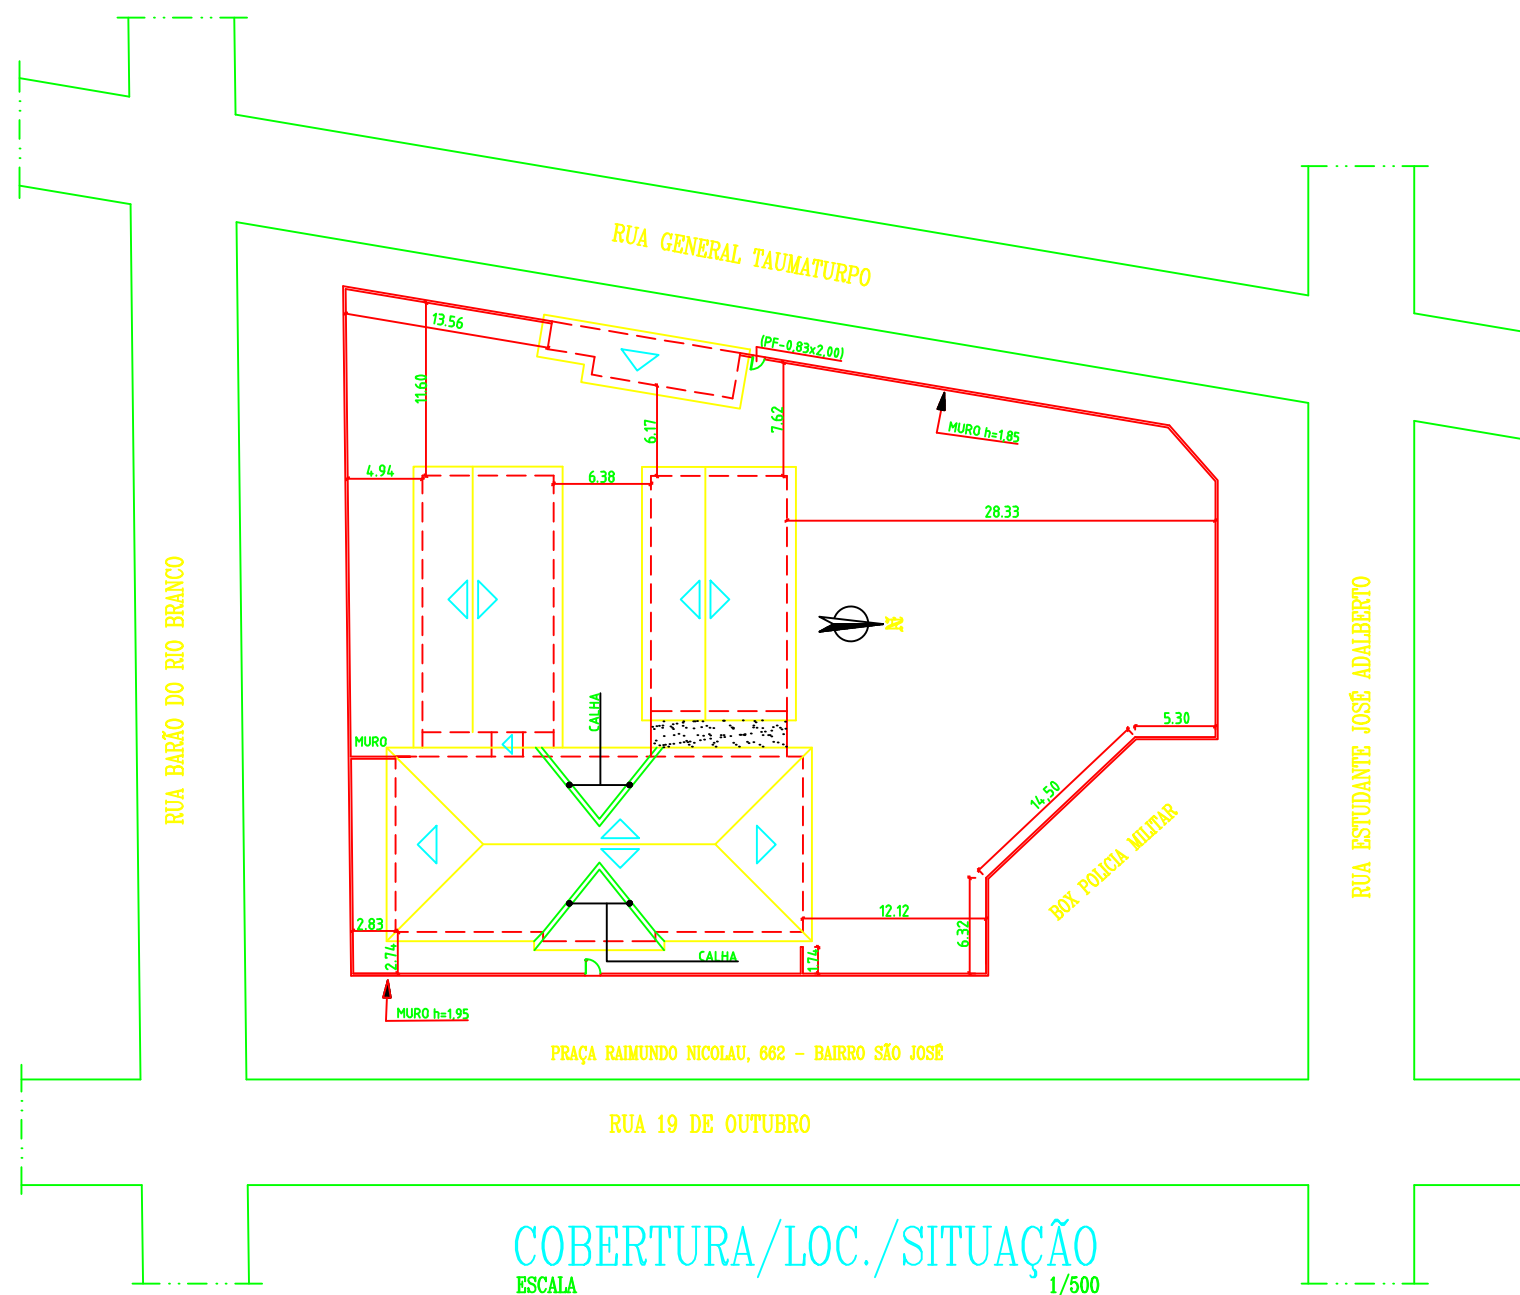 RUA GENERAL TAUMATURPO
13.56
(PF-0,83x2,00)
11.60
6.17
7.62
MURO h=1.85
4.94
6.38
28.33
RUA BARÃO DO RIO BRANCO
RUA ESTUDANTE JOSÉ ADALBERTO
CALHA
MURO
5.30
14,50
BOX POLICIA MILITAR
2.83
2.74
12.12
6.32
1.74
CALHA
MURO h=1,95
PRAÇA RAIMUNDO NICOLAU, 662 - BAIRRO SÃO JOSÉ
RUA 19 DE OUTUBRO
COBERTURA/LOC./SITUAÇÃO
ESCALA 1/500